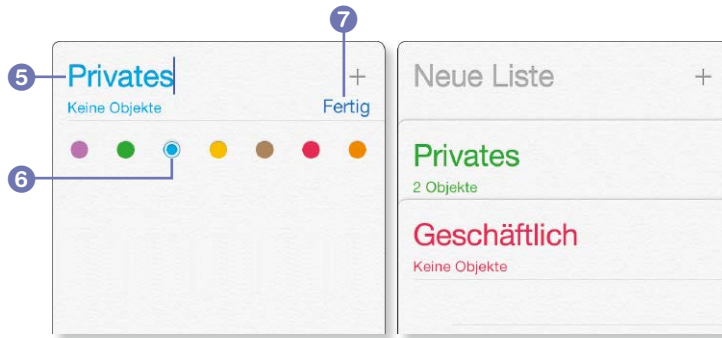 7
5 Privates +
Keine Objekte Fertig
6
Neue Liste +
Privates
2 Objekte
Geschäftlich
Keine Objekte